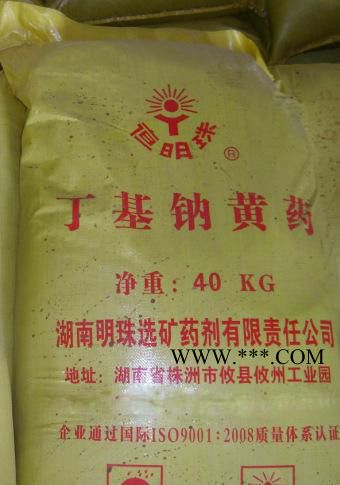 值明珠
®
丁基钠黄药
净重：40 KG
湖南明珠选矿药剂有限责任公司
WWW.***.COM
地址：湖南省株洲市攸县攸州工业园
企业通过国际ISO9001:2008质量体系认证